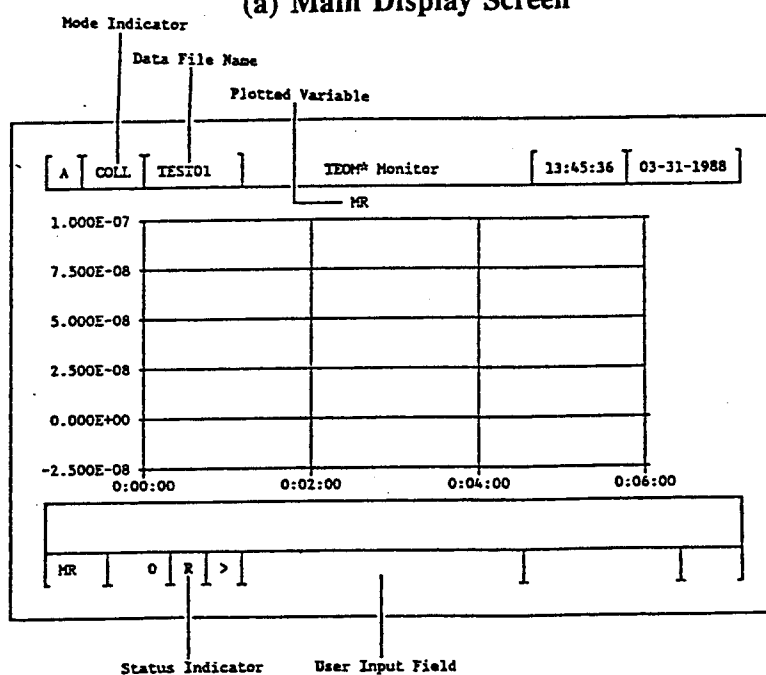 (a) Main Display Screen
Mode Indicator
Data File Name
Plotted Variable
A COLL TEST01 TEOM* Monitor 13:45:36 03-31-1988
MR
1.000E-07
7.500E-08
5.000E-08
2.500E-08
0.000E+00
-2.500E-08
0:00:00 0:02:00 0:04:00 0:06:00
MR 0 R >
Status Indicator User Input Field